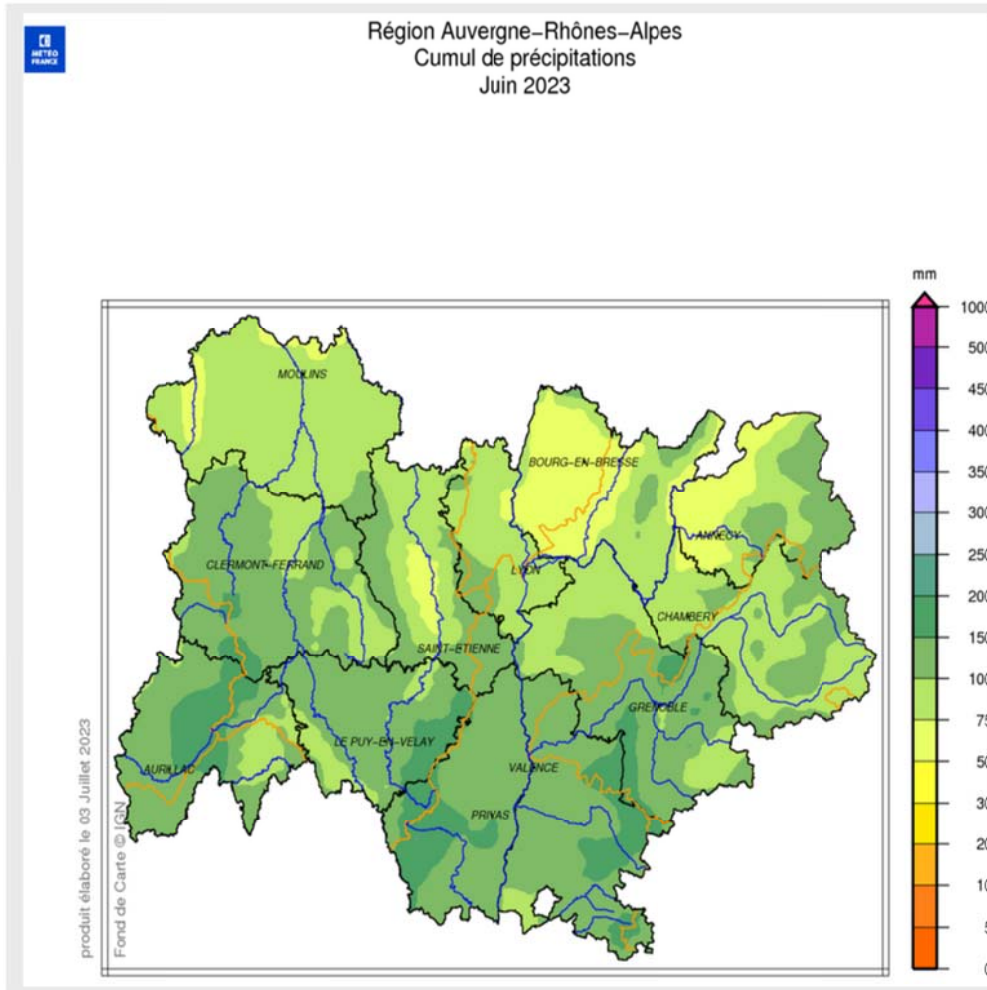 METEO
FRANCE
Région Auvergne−Rhônes−Alpes
Cumul de précipitations
Juin 2023
mm
1000
500
450
400
350
300
250
200
150
100
75
50
30
20
10
5
0
MOULINS
BOURG−EN−BRESSE
ANNECY
CLERMONT−FERRAND
LYON
CHAMBERY
SAINT−ETIENNE
GRENOBLE
LE PUY−EN−VELAY
AURILLAC
VALENCE
PRIVAS
produit élaboré le 03 Juillet 2023
Fond de Carte © IGN